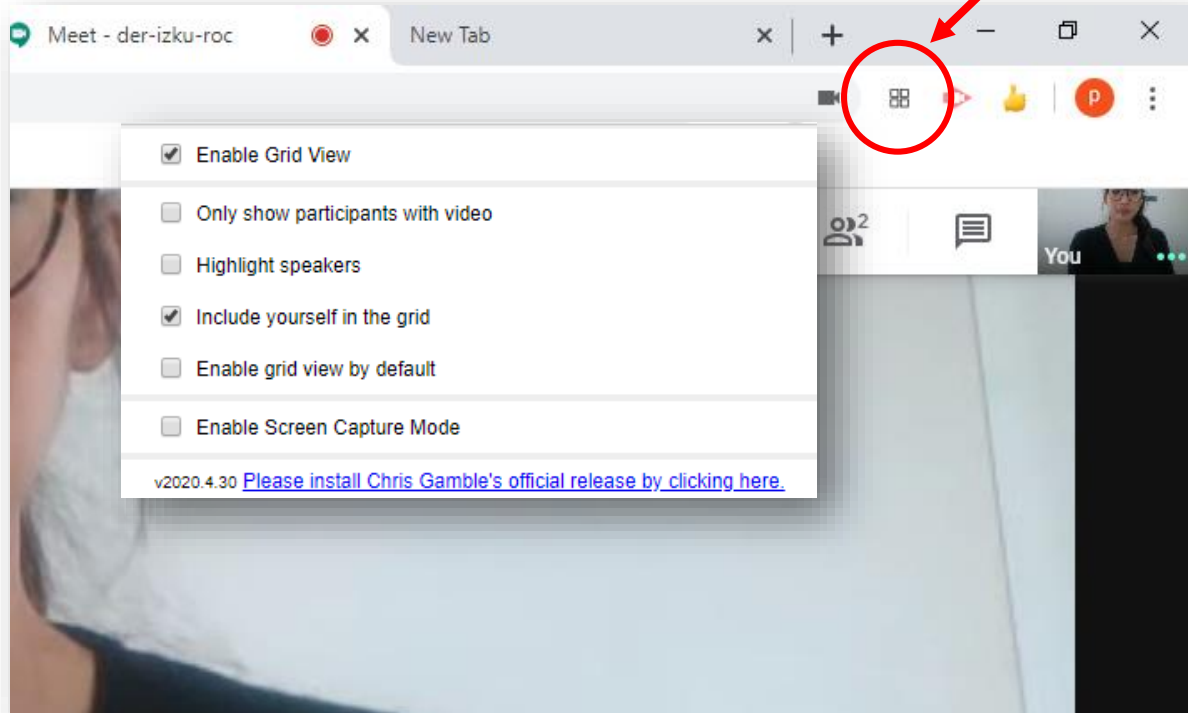 Meet - der-izku-roc
New Tab
P
Enable Grid View
Only show participants with video
2
Highlight speakers
You
Include yourself in the grid
Enable grid view by default
Enable Screen Capture Mode
v2020.4.30 Please install Chris Gamble's official release by clicking here.